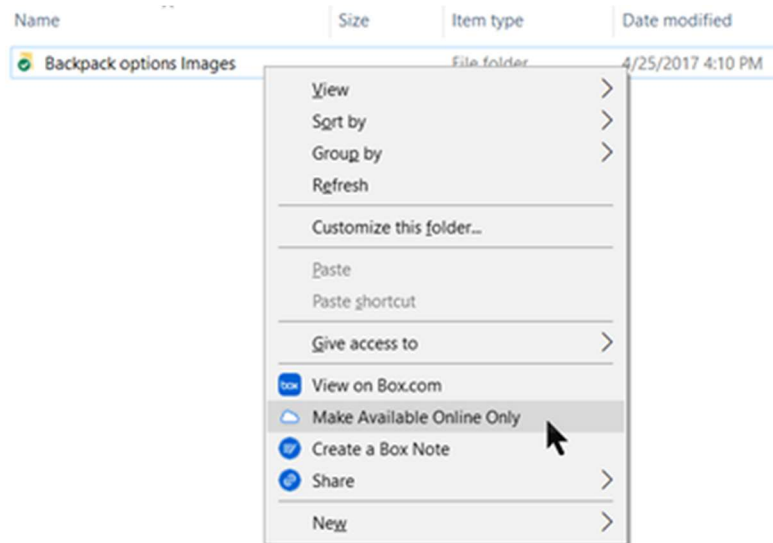 Name Size Item type Date modified
Backpack options Images File folder 4/25/2017 4:10 PM
View
Sort by
Group by
Refresh
Customize this folder...
Paste
Paste shortcut
Give access to
box View on Box.com
Make Available Online Only
Create a Box Note
Share
New